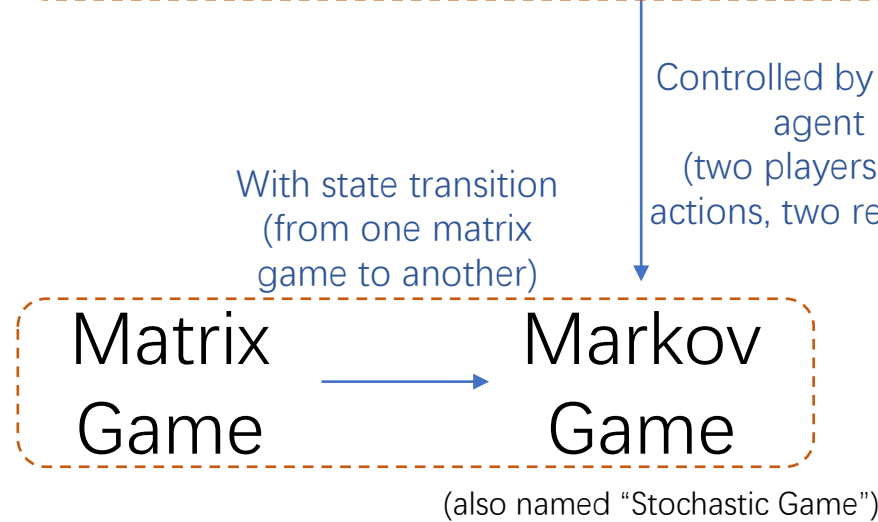 Controlled by
agent
(two players
actions, two
With state transition
(from one matrix
game to another)
Matrix
Game
Markov
Game
(also named “Stochastic Game”)